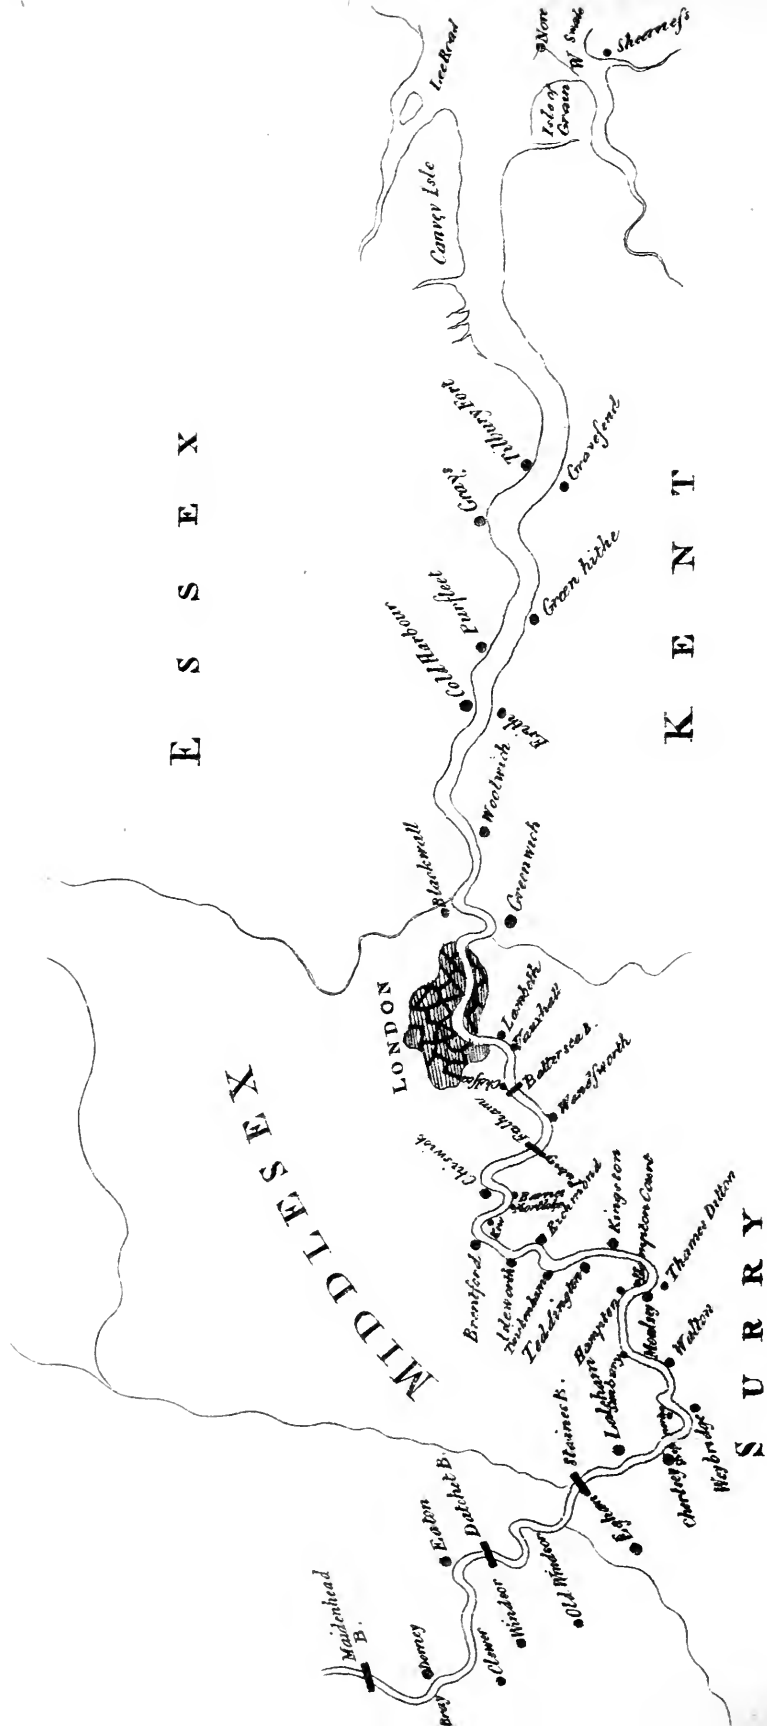 Maidenhead
B.
Bray
Dorney
Clewer
Windsor
Eaton
Datchet B.
Old Windsor
Egham
Staines B.
Laleham
Chertsey
Weybridge
Walton
Moulsey
Hampton
Hampton Court
Thames Ditton
Kingston
Teddington
Twickenham
Isleworth
Richmond
Brentford
Kew
Barnes
Chiswick
Fulham
Wandsworth
Battersea B.
Chelsea
Vauxhall
Lambeth
LONDON
Greenwich
Blackwall
Woolwich
Erith
Cold Harbour
Purfleet
Green hithe
Grays
Tilbury Fort
Gravesend
Canvey Isle
Lee Road
Isle of
Grain
Nore
W Swale
Sheerneſs
ESSEX
KENT
MIDDLESEX
SURRY